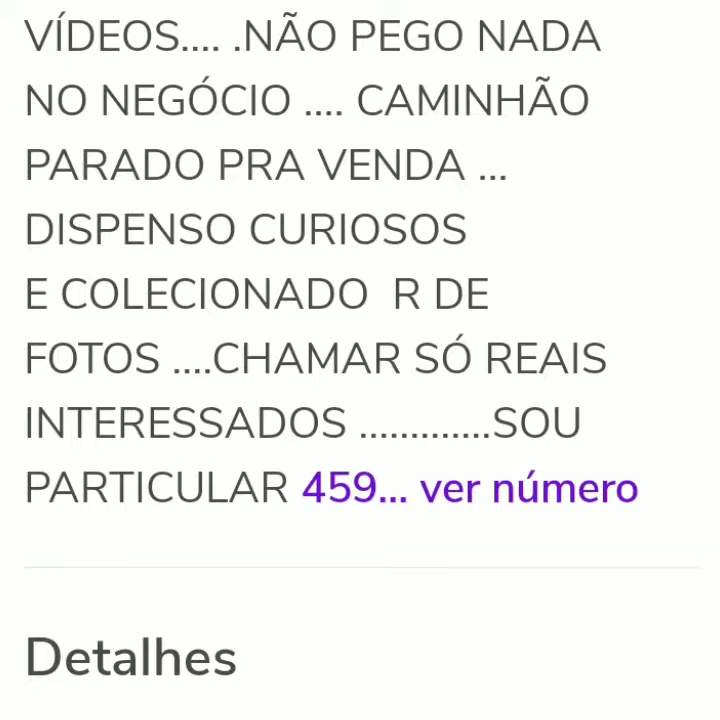 VÍDEOS.... .NÃO PEGO NADA
NO NEGÓCIO .... CAMINHÃO
PARADO PRA VENDA ...
DISPENSO CURIOSOS
E COLECIONADO  R DE
FOTOS ....CHAMAR SÓ REAIS
INTERESSADOS .............SOU
PARTICULAR 459... ver número
Detalhes